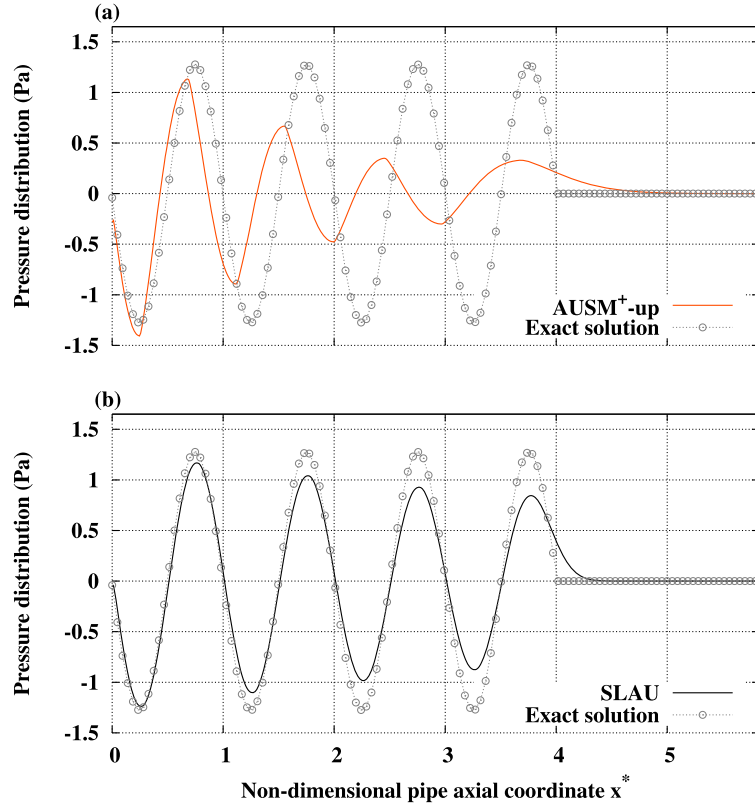 (a)
1.5
1
0.5
0
-0.5
-1
-1.5
Pressure distribution (Pa)
AUSM+-up
Exact solution
(b)
1.5
1
0.5
0
-0.5
-1
-1.5
Pressure distribution (Pa)
SLAU
Exact solution
0 1 2 3 4 5
Non-dimensional pipe axial coordinate x*